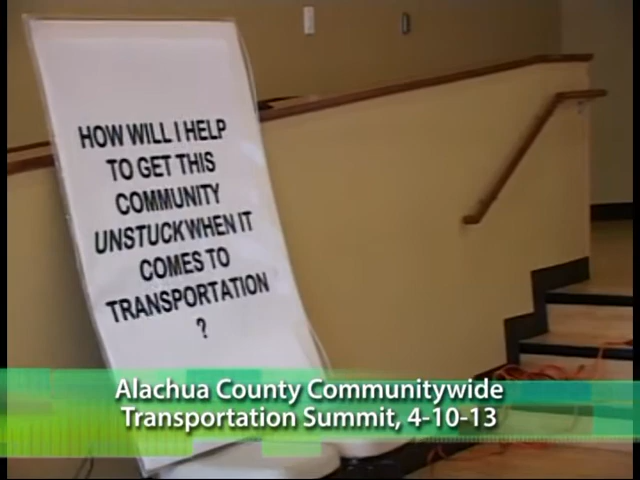 HOW WILL I HELP
TO GET THIS
COMMUNITY
UNSTUCK WHEN IT
COMES TO
TRANSPORTATION
?
Alachua County Communitywide
Transportation Summit, 4-10-13